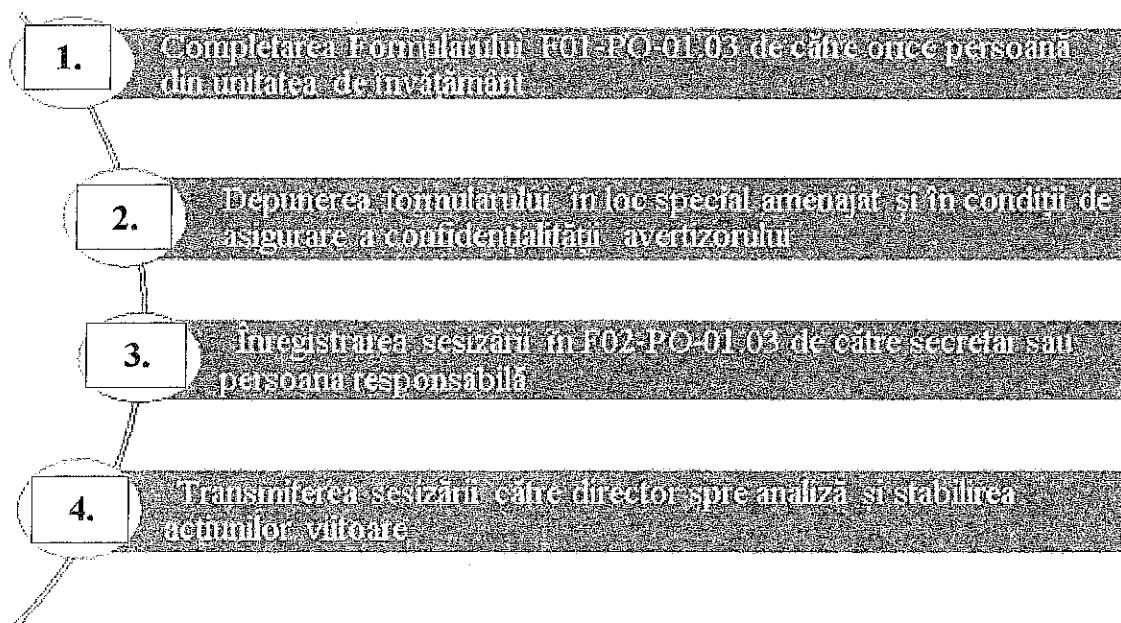 1.
Completarea Formularului F01-PO-01.03 de către orice persoană
din unitatea de învățământ
2.
Depunerea formularului în loc special amenajat și în condiții de
asigurare a confidențialității avertizorului
3.
Înregistrarea sesizării în F02-PO-01.03 de către secretar sau
persoana responsabilă
4.
Transmiterea sesizării către director spre analiză si stabilirea
acțiunilor viitoare